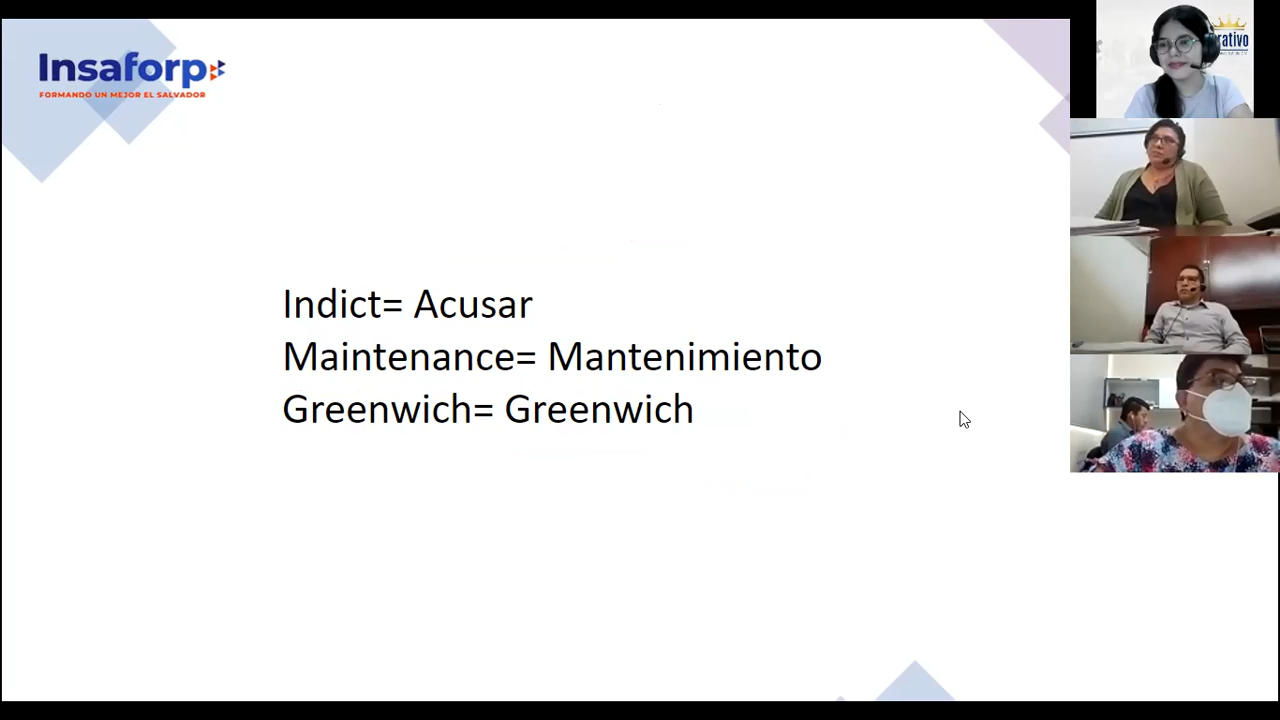 Insaforp
FORMANDO UN MEJOR EL SALVADOR
Indict= Acusar
Maintenance= Mantenimiento
Greenwich= Greenwich